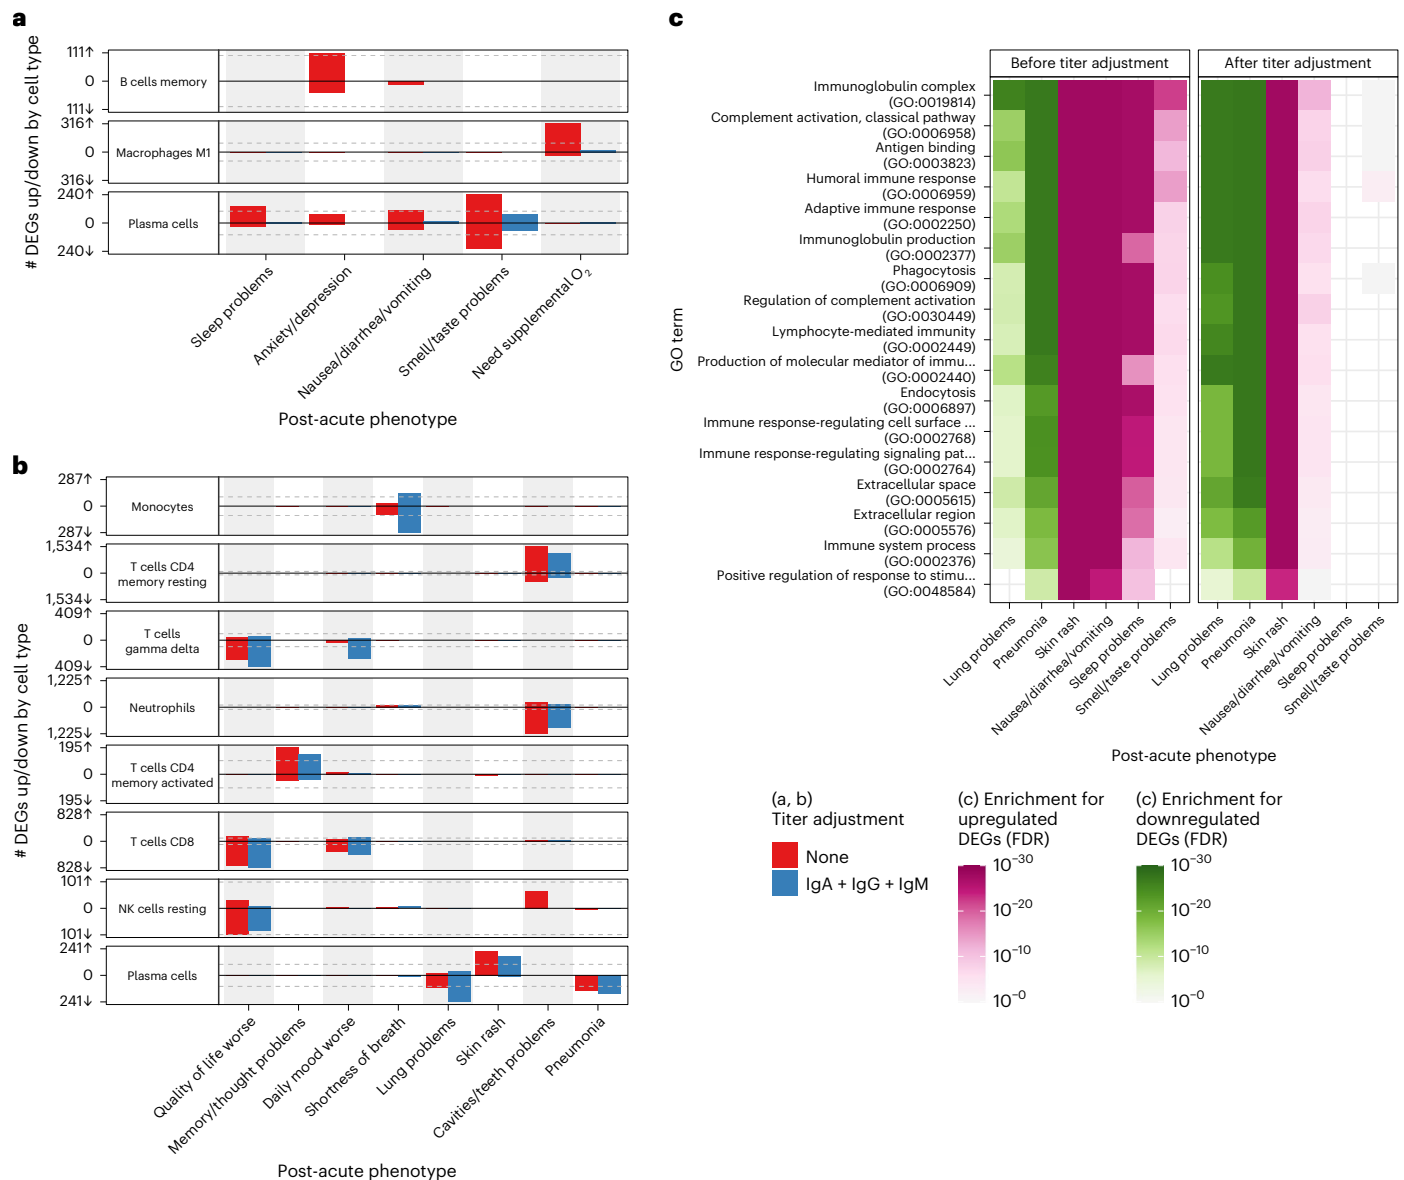 a
# DEGs up/down by cell type
111↑
0
111↓
B cells memory
316↑
0
316↓
Macrophages M1
240↑
0
240↓
Plasma cells
Sleep problems
Anxiety/depression
Nausea/diarrhea/vomiting
Smell/taste problems
Need supplemental O2
Post-acute phenotype
b
# DEGs up/down by cell type
287↑
0
287↓
Monocytes
1,534↑
0
1,534↓
T cells CD4
memory resting
409↑
0
409↓
T cells
gamma delta
1,225↑
0
1,225↓
Neutrophils
195↑
0
195↓
T cells CD4
memory activated
828↑
0
828↓
T cells CD8
101↑
0
101↓
NK cells resting
241↑
0
241↓
Plasma cells
Quality of life worse
Memory/thought problems
Daily mood worse
Shortness of breath
Lung problems
Skin rash
Cavities/teeth problems
Pneumonia
Post-acute phenotype
c
Before titer adjustment
After titer adjustment
GO term
Immunoglobulin complex
(GO:0019814)
Complement activation, classical pathway
(GO:0006958)
Antigen binding
(GO:0003823)
Humoral immune response
(GO:0006959)
Adaptive immune response
(GO:0002250)
Immunoglobulin production
(GO:0002377)
Phagocytosis
(GO:0006909)
Regulation of complement activation
(GO:0030449)
Lymphocyte-mediated immunity
(GO:0002449)
Production of molecular mediator of immu...
(GO:0002440)
Endocytosis
(GO:0006897)
Immune response-regulating cell surface ...
(GO:0002768)
Immune response-regulating signaling pat...
(GO:0002764)
Extracellular space
(GO:0005615)
Extracellular region
(GO:0005576)
Immune system process
(GO:0002376)
Positive regulation of response to stimu...
(GO:0048584)
Lung problems
Pneumonia
Skin rash
Nausea/diarrhea/vomiting
Sleep problems
Smell/taste problems
Lung problems
Pneumonia
Skin rash
Nausea/diarrhea/vomiting
Sleep problems
Smell/taste problems
Post-acute phenotype
(a, b)
Titer adjustment
None
IgA + IgG + IgM
(c) Enrichment for
upregulated
DEGs (FDR)
10−30
10−20
10−10
10−0
(c) Enrichment for
downregulated
DEGs (FDR)
10−30
10−20
10−10
10−0